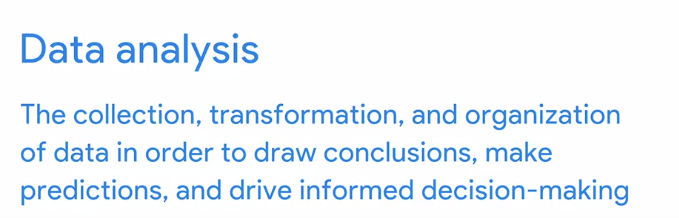 Data analysis
The collection, transformation, and organization
of data in order to draw conclusions, make
predictions, and drive informed decision-making